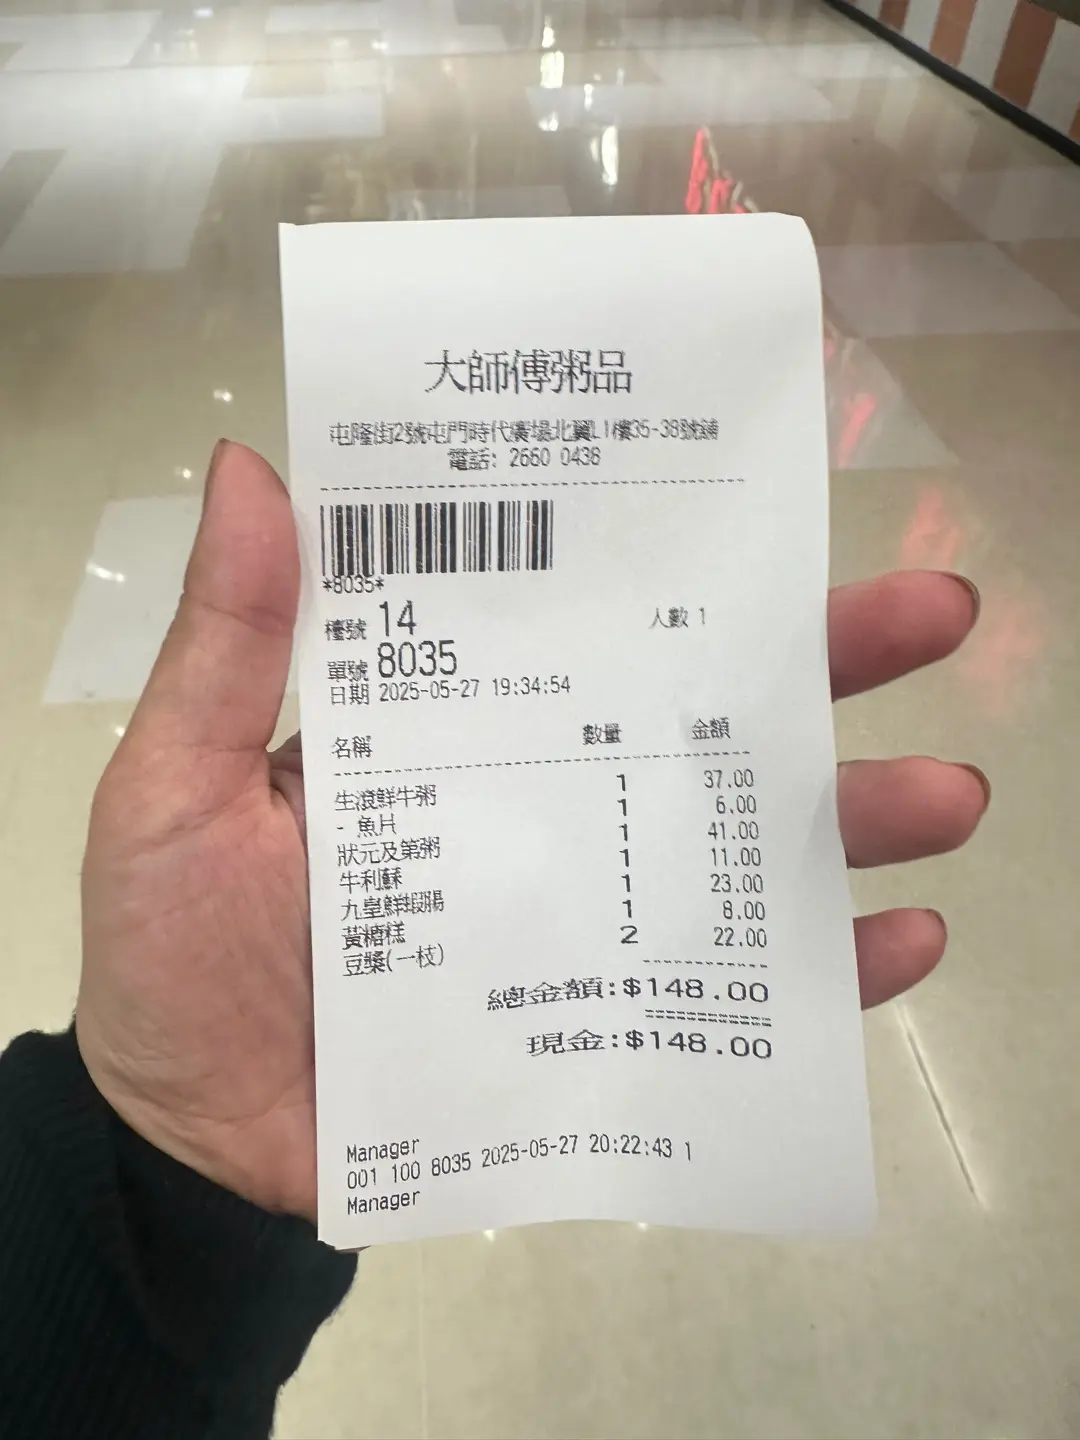 大師傅粥品
屯隆街2號屯門時代廣場北翼L1樓35-38號舖
電話: 2660 0438
*8035*
檯號 14 人數 1
單號 8035
日期 2025-05-27 19:34:54
名稱 數量 金額
生滾鮮牛粥 1 37.00
- 魚片 1 6.00
狀元及第粥 1 41.00
牛利酥 1 11.00
九皇鮮蝦腸 1 23.00
黃糖糕 1 8.00
豆漿(一枝) 2 22.00
總金額:$148.00
現金:$148.00
Manager
001 100 8035 2025-05-27 20:22:43 1
Manager